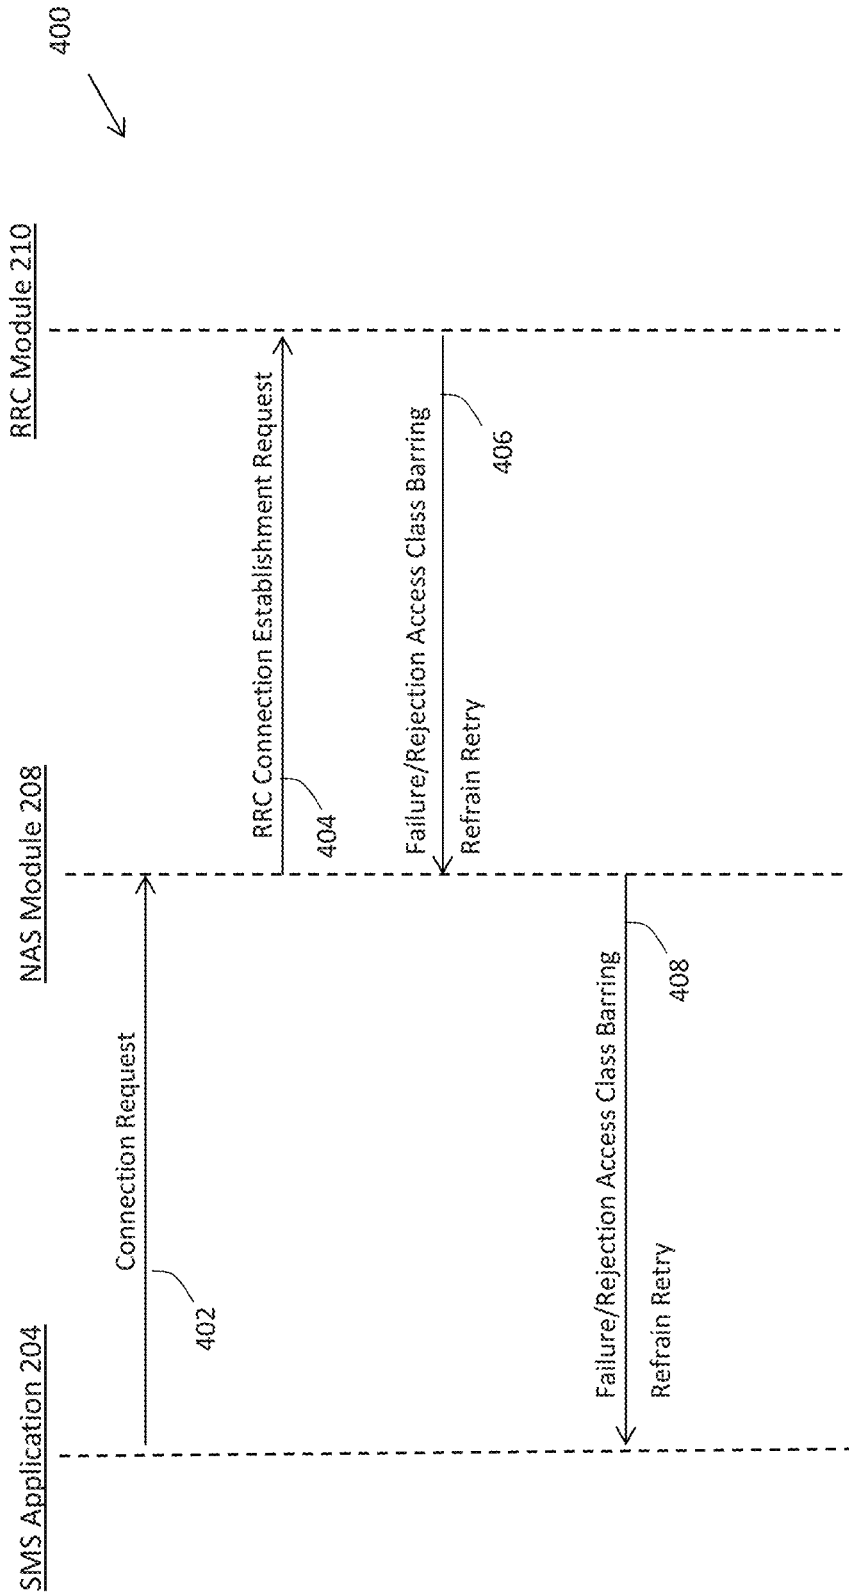 400
SMS Application 204
NAS Module 208
RRC Module 210
Connection Request
402
RRC Connection Establishment Request
404
Failure/Rejection Access Class Barring
406
Refrain Retry
Failure/Rejection Access Class Barring
408
Refrain Retry